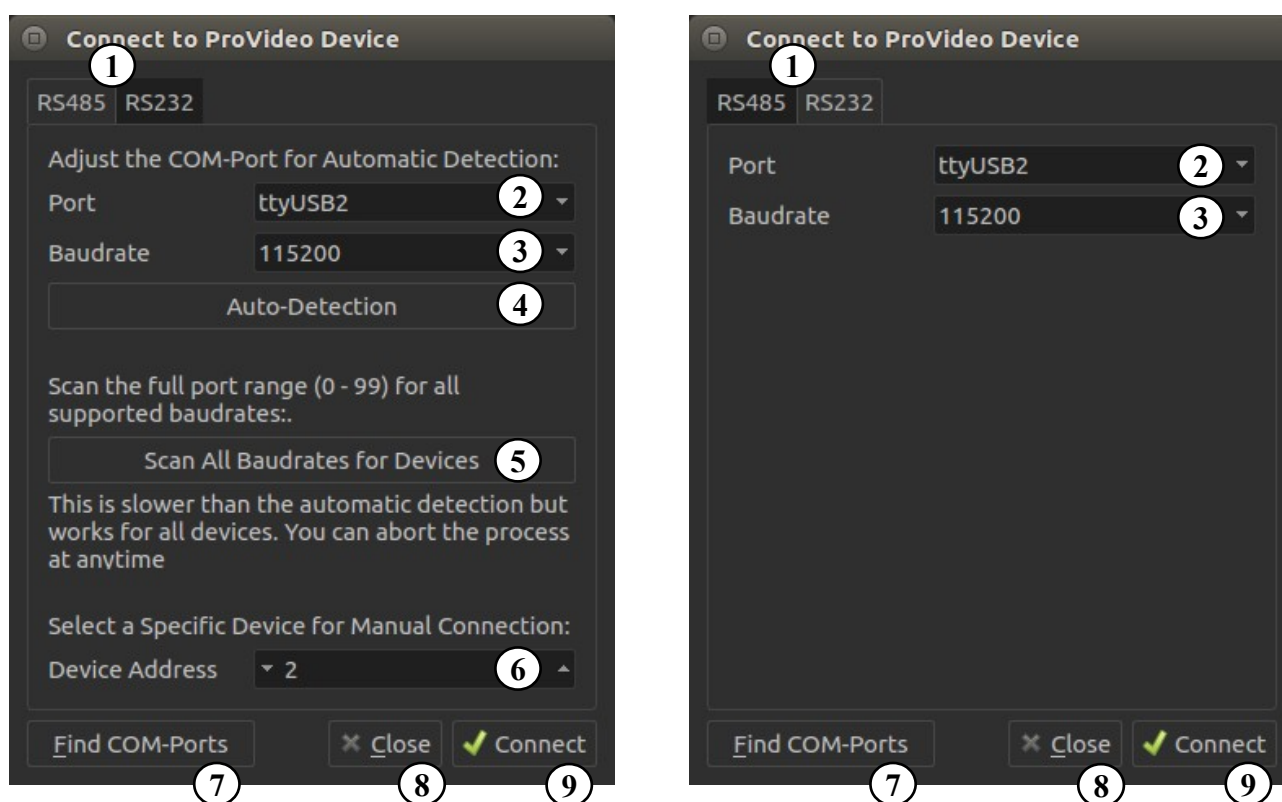 Connect to ProVideo Device
1
RS485 RS232
Adjust the COM-Port for Automatic Detection:
Port ttyUSB2 2
Baudrate 115200 3
Auto-Detection 4
Scan the full port range (0 - 99) for all
supported baudrates:.
Scan All Baudrates for Devices 5
This is slower than the automatic detection but
works for all devices. You can abort the process
at anytime
Select a Specific Device for Manual Connection:
Device Address 2 6
Find COM-Ports Close Connect
7 8 9
Connect to ProVideo Device
1
RS485 RS232
Port ttyUSB2 2
Baudrate 115200 3
Find COM-Ports Close Connect
7 8 9